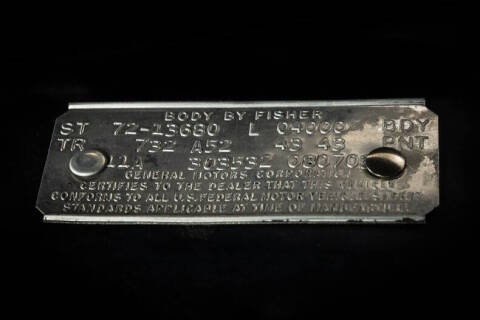 BODY BY FISHER
ST 72-13680 L 04000 BDY
TR 732 A52 48 48 PNT
11A 303532
GENERAL MOTORS CORPORATION
CERTIFIES TO THE DEALER THAT THIS VEHICLE
CONFORMS TO ALL U.S. FEDERAL MOTOR VEHICLE SAFETY
STANDARDS APPLICABLE AT TIME OF MANUFACTURE